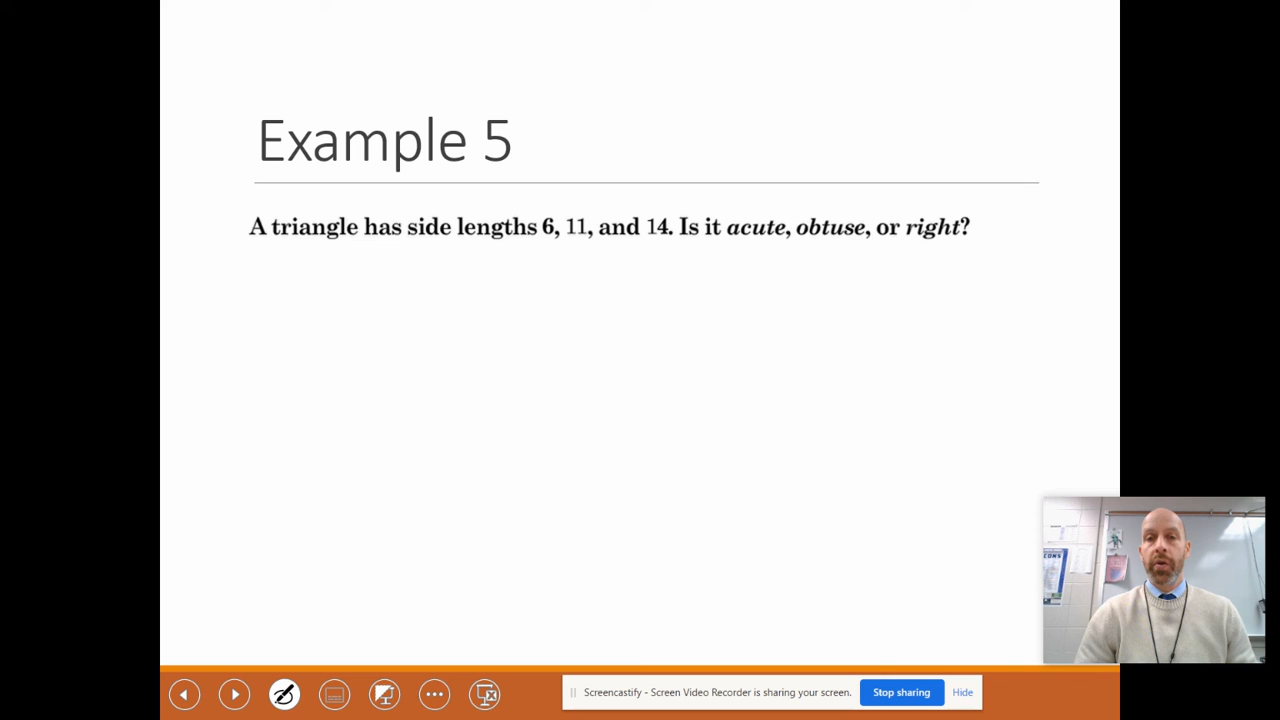 Example 5
A triangle has side lengths 6, 11, and 14. Is it acute, obtuse, or right?
CONS
Screencastify - Screen Video Recorder is sharing your screen.
Stop sharing
Hide